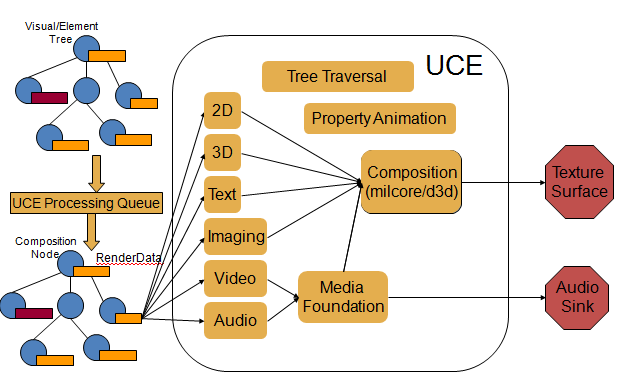 Visual/Element
Tree
UCE
Tree Traversal
Property Animation
2D
3D
Text
Imaging
Video
Audio
Composition
(milcore/d3d)
Media
Foundation
Texture
Surface
Audio
Sink
UCE Processing Queue
Composition
Node
RenderData